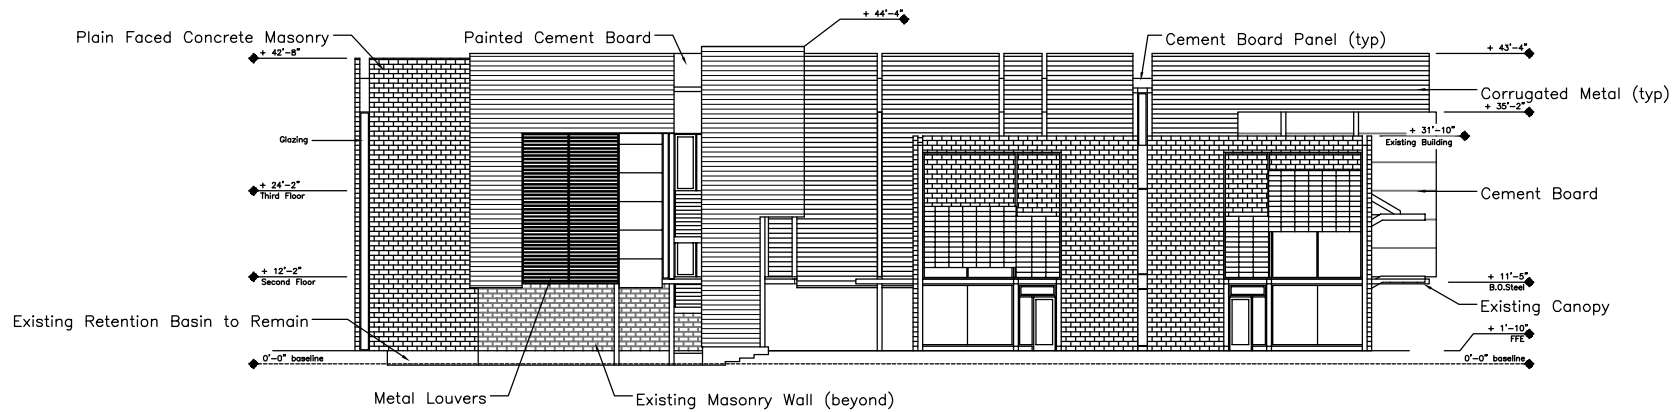 + 44'-4"
Plain Faced Concrete Masonry
Painted Cement Board
Cement Board Panel (typ)
+ 42'-8"
+ 43'-4"
Corrugated Metal (typ)
+ 35'-2"
+ 31'-10"
Existing Building
Glazing
+ 24'-2"
Third Floor
Cement Board
+ 12'-2"
Second Floor
+ 11'-5"
B.O.Steel
Existing Canopy
Existing Retention Basin to Remain
+ 1'-10"
FFE
0'-0" baseline
0'-0" baseline
Metal Louvers
Existing Masonry Wall (beyond)